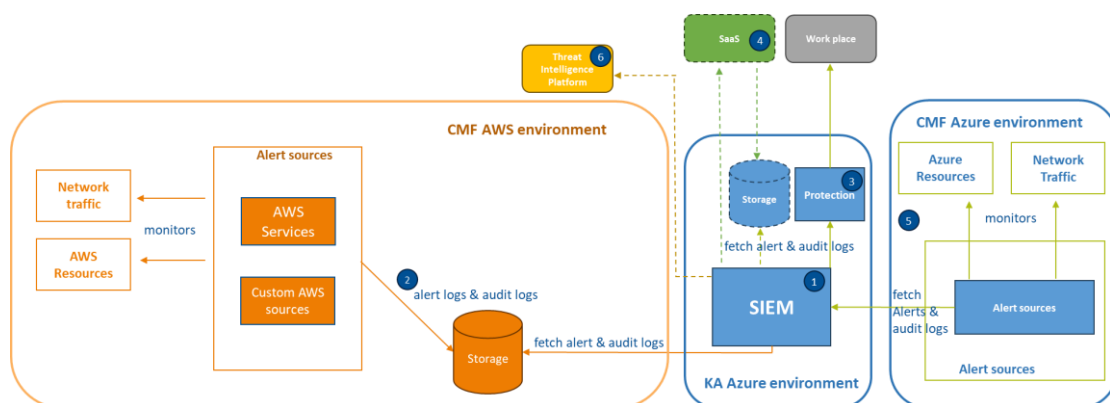 SaaS
4
Work place
Threat
Intelligence
Platform
6
CMF AWS environment
Alert sources
Network
traffic
monitors
AWS
Resources
AWS
Services
Custom AWS
sources
2
alert logs & audit logs
Storage
fetch alert & audit logs
Storage
3
Protection
fetch alert & audit logs
1
SIEM
KA Azure environment
CMF Azure environment
Azure
Resources
Network
Traffic
5
monitors
fetch
Alerts &
audit logs
Alert sources
Alert sources